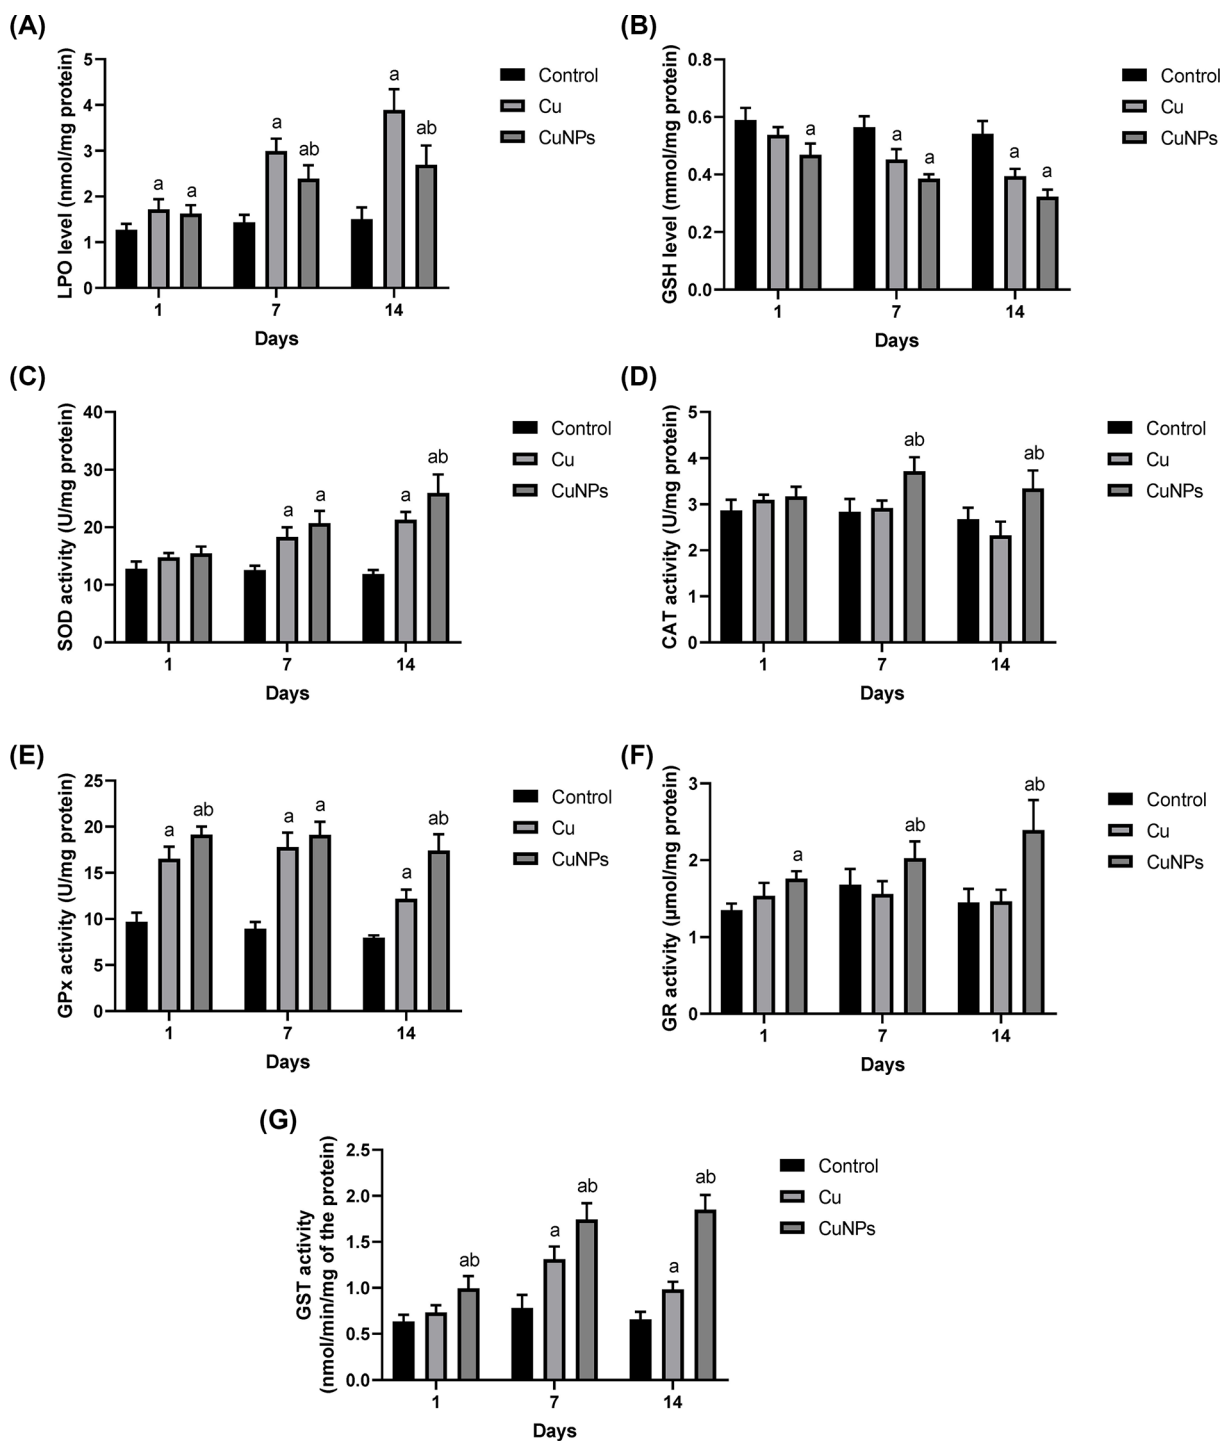 (A)
LPO level (nmol/mg protein)
5
4
3
2
1
0
a
a
a
ab
a
ab
1
7
14
Days
Control
Cu
CuNPs
(B)
GSH level (mmol/mg protein)
0.8
0.6
0.4
0.2
0.0
a
a
a
a
a
1
7
14
Days
Control
Cu
CuNPs
(C)
SOD activity (U/mg protein)
40
30
20
10
0
a
a
a
ab
1
7
14
Days
Control
Cu
CuNPs
(D)
CAT activity (U/mg protein)
5
4
3
2
1
0
ab
ab
1
7
14
Days
Control
Cu
CuNPs
(E)
GPx activity (U/mg protein)
25
20
15
10
5
0
a
ab
a
a
a
ab
1
7
14
Days
Control
Cu
CuNPs
(F)
GR activity (µmol/mg protein)
3
2
1
0
a
ab
ab
1
7
14
Days
Control
Cu
CuNPs
(G)
GST activity
(nmol/min/mg of the protein)
2.5
2.0
1.5
1.0
0.5
0.0
ab
a
ab
a
ab
1
7
14
Days
Control
Cu
CuNPs